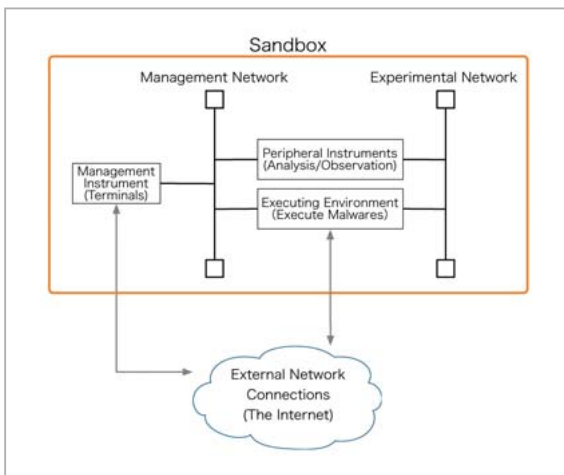 Sandbox
Management Network
Experimental Network
Peripheral Instruments
(Analysis/Observation)
Management
Instrument
(Terminals)
Executing Environment
(Execute Malwares)
External Network
Connections
(The Internet)